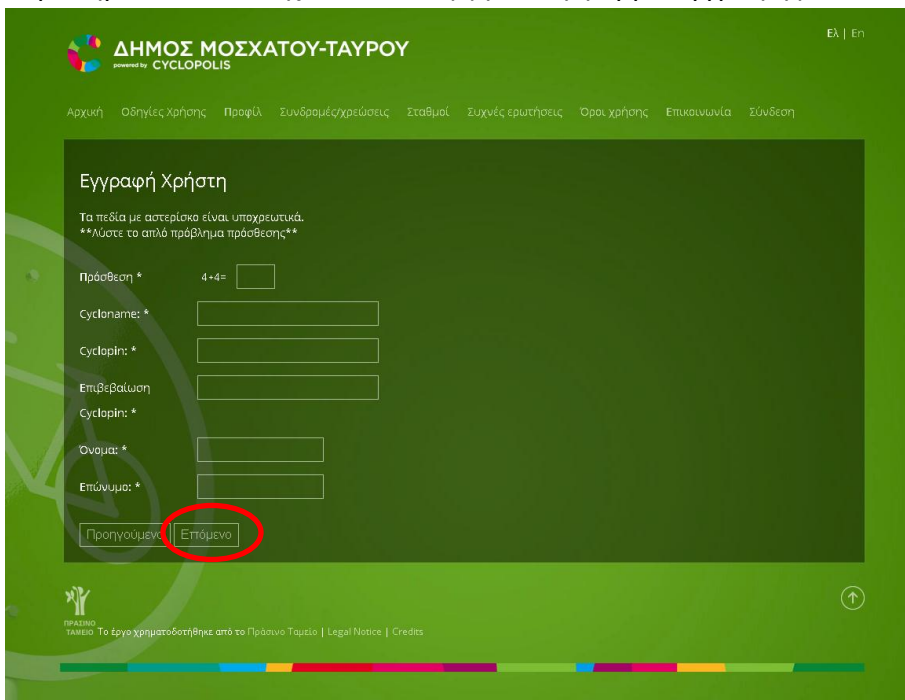 Ελ | En
ΔΗΜΟΣ ΜΟΣΧΑΤΟΥ-ΤΑΥΡΟΥ
powered by CYCLOPOLIS
Αρχική Οδηγίες Χρήσης Προφίλ Συνδρομές/χρεώσεις Σταθμοί Συχνές ερωτήσεις Όροι χρήσης Επικοινωνία Σύνδεση
Εγγραφή Χρήστη
Τα πεδία με αστερίσκο είναι υποχρεωτικά.
**Λύστε το απλό πρόβλημα πρόσθεσης**
Πρόσθεση * 4+4=
Cycloname: *
Cyclopin: *
Επιβεβαίωση
Cyclopin: *
Όνομα: *
Επώνυμο: *
Προηγούμενο Επόμενο
ΠΡΑΣΙΝΟ
ΤΑΜΕΙΟ Το έργο χρηματοδοτήθηκε από το Πράσινο Ταμείο | Legal Notice | Credits